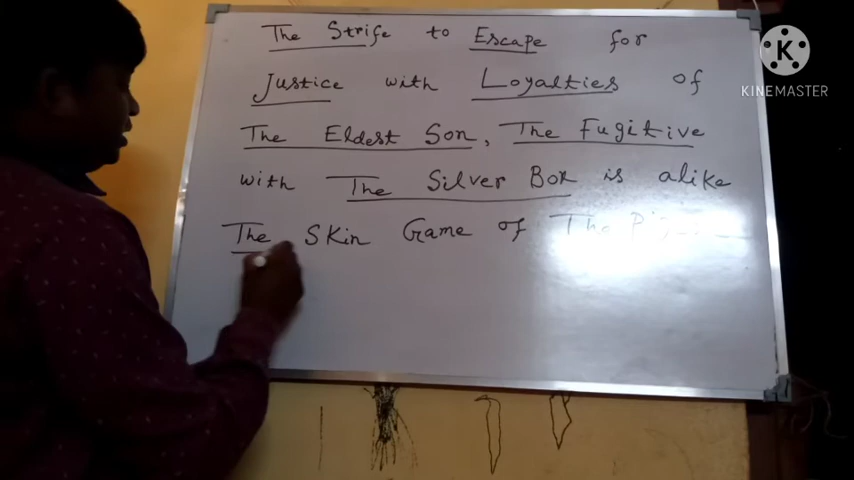 The Strife to Escape for
Justice with Loyalties of
The Eldest Son, The Fugitive
with The Silver Box is alike
The Skin Game of The
KINEMASTER